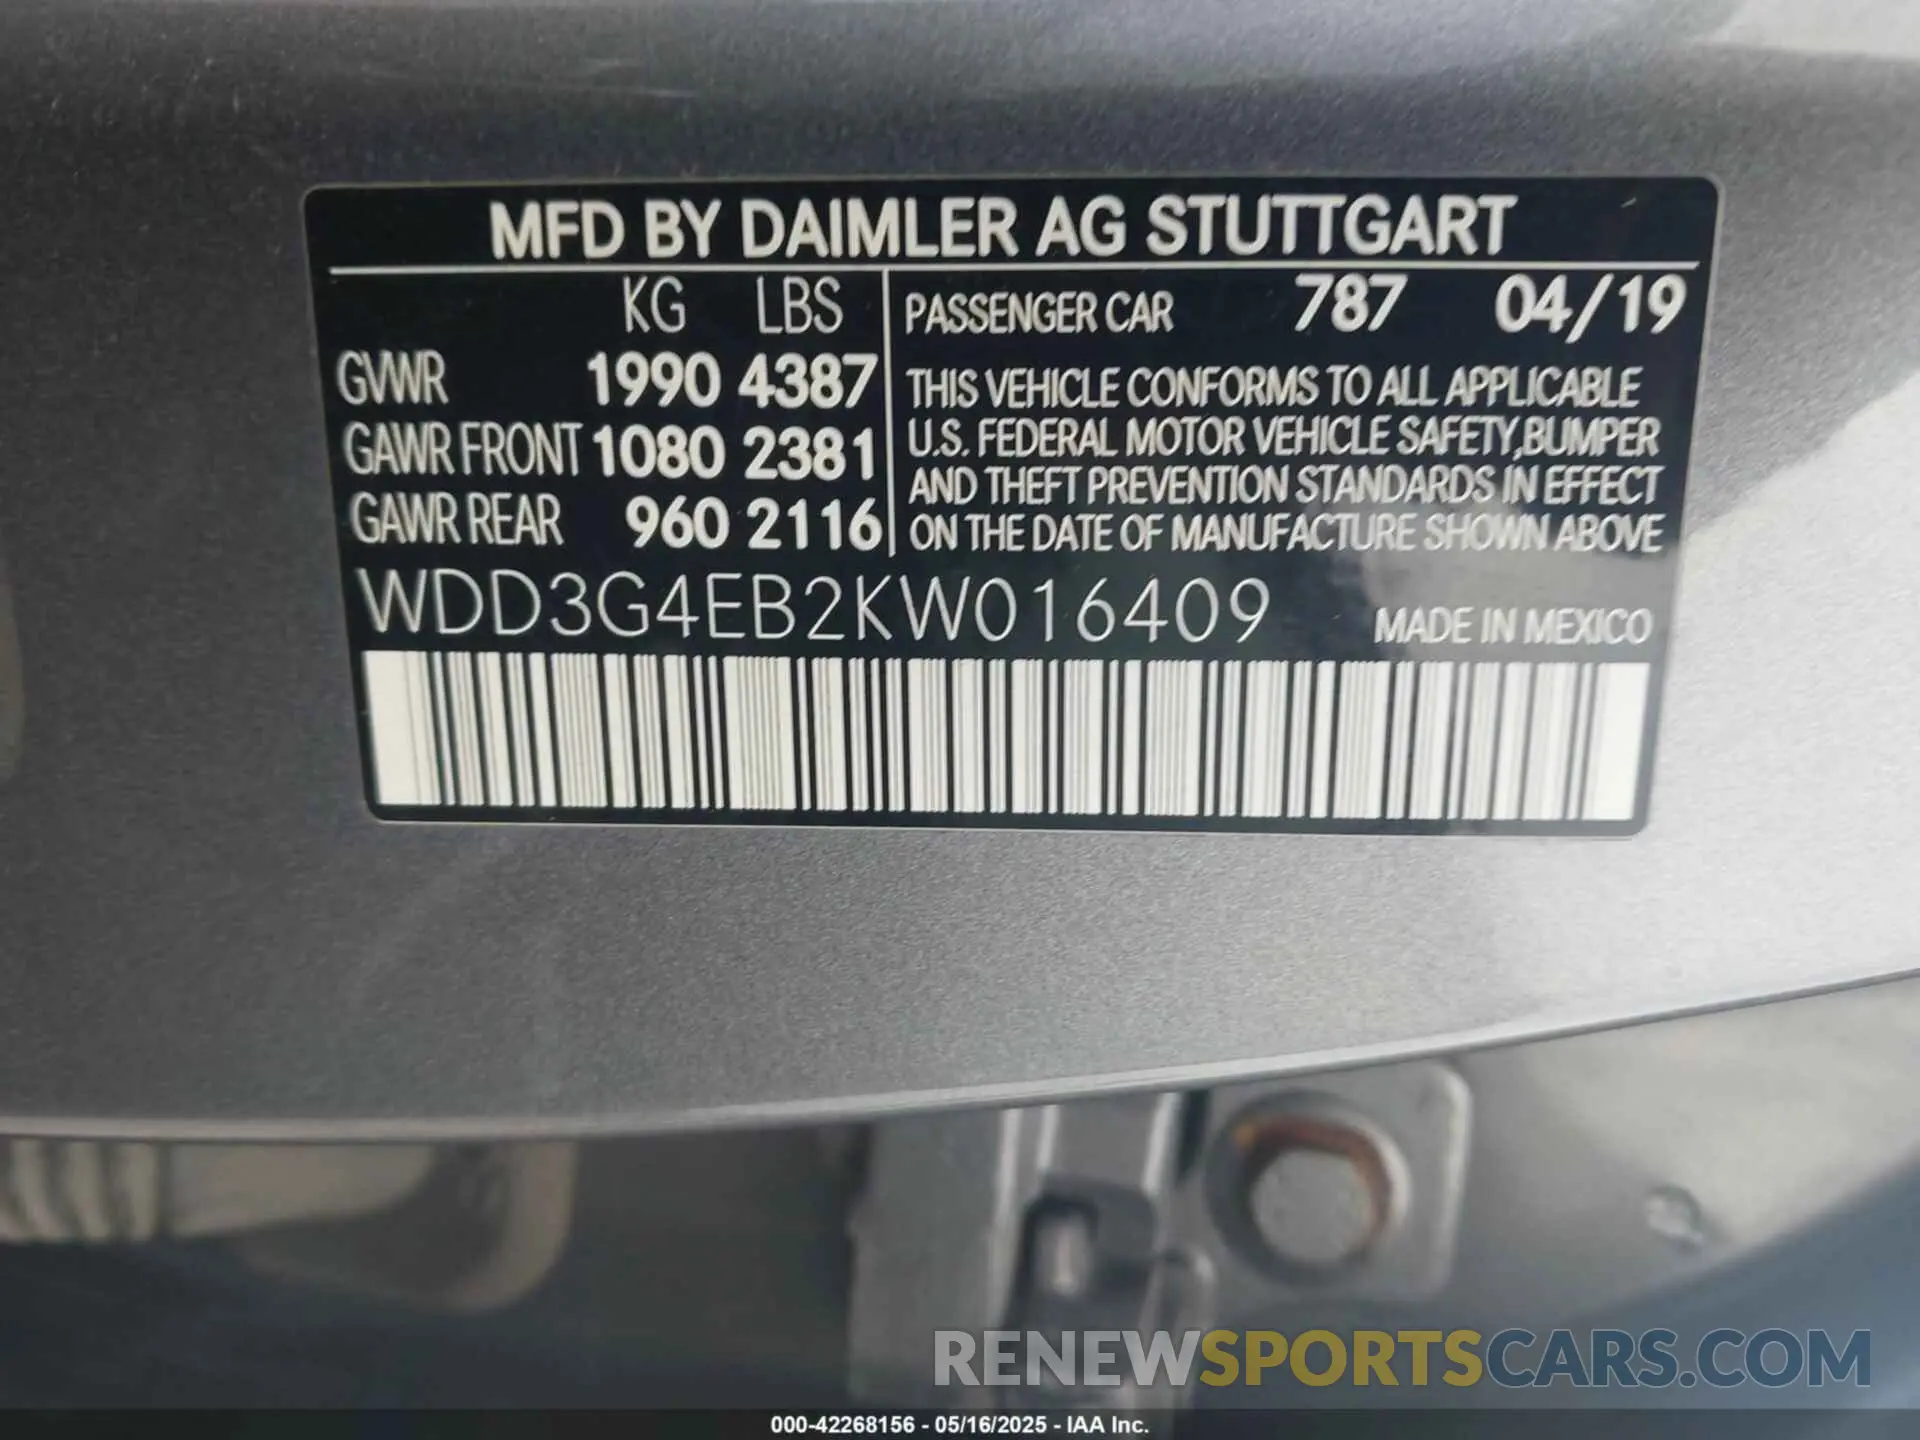 MFD BY DAIMLER AG STUTTGART
KG LBS
GVWR 1990 4387
GAWR FRONT 1080 2381
GAWR REAR 960 2116
PASSENGER CAR 787 04/19
THIS VEHICLE CONFORMS TO ALL APPLICABLE
U.S. FEDERAL MOTOR VEHICLE SAFETY,BUMPER
AND THEFT PREVENTION STANDARDS IN EFFECT
ON THE DATE OF MANUFACTURE SHOWN ABOVE
WDD3G4EB2KW016409 MADE IN MEXICO
RENEWSPORTSCARS.COM
000-42268156 - 05/16/2025 - IAA Inc.